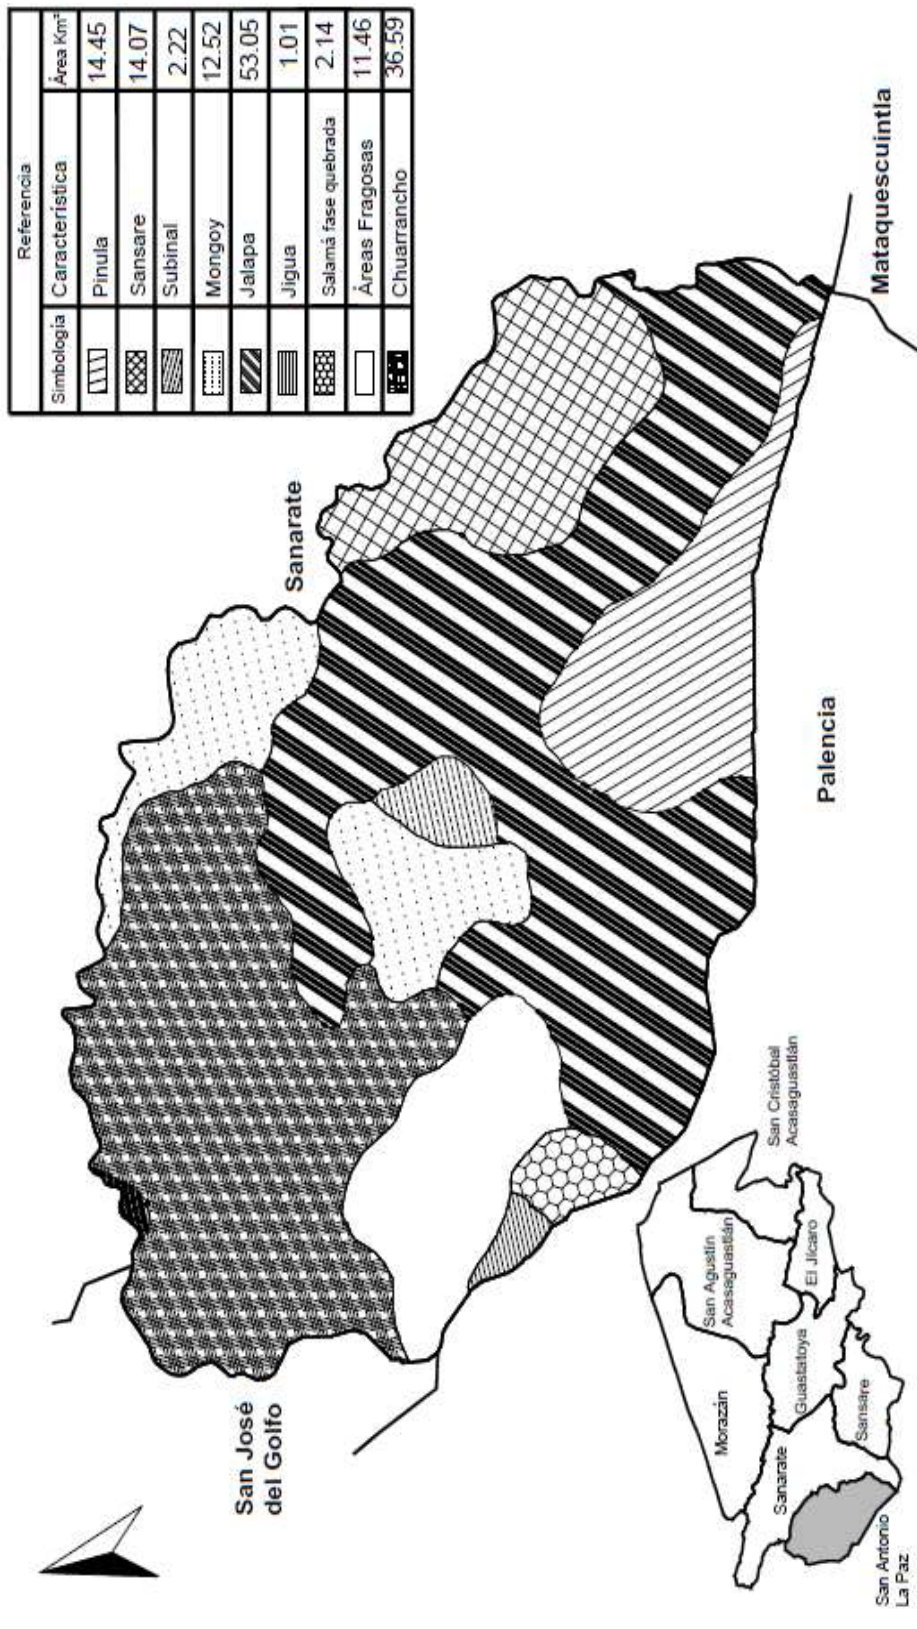 Referencia
Simbología Característica Área Km²
Pinula 14.45
Sansare 14.07
Subinal 2.22
Mongoy 12.52
Jalapa 53.05
Jigua 1.01
Salamá fase quebrada 2.14
Áreas Fragosas 11.46
Chuarrancho 36.59
Sanarate
Mataquescuintla
Palencia
San José
del Golfo
San Cristóbal
Acasaguastlán
San Agustín
Acasaguastlán
El Jícaro
Morazán
Guastatoya
Sansare
Sanarate
San Antonio
La Paz